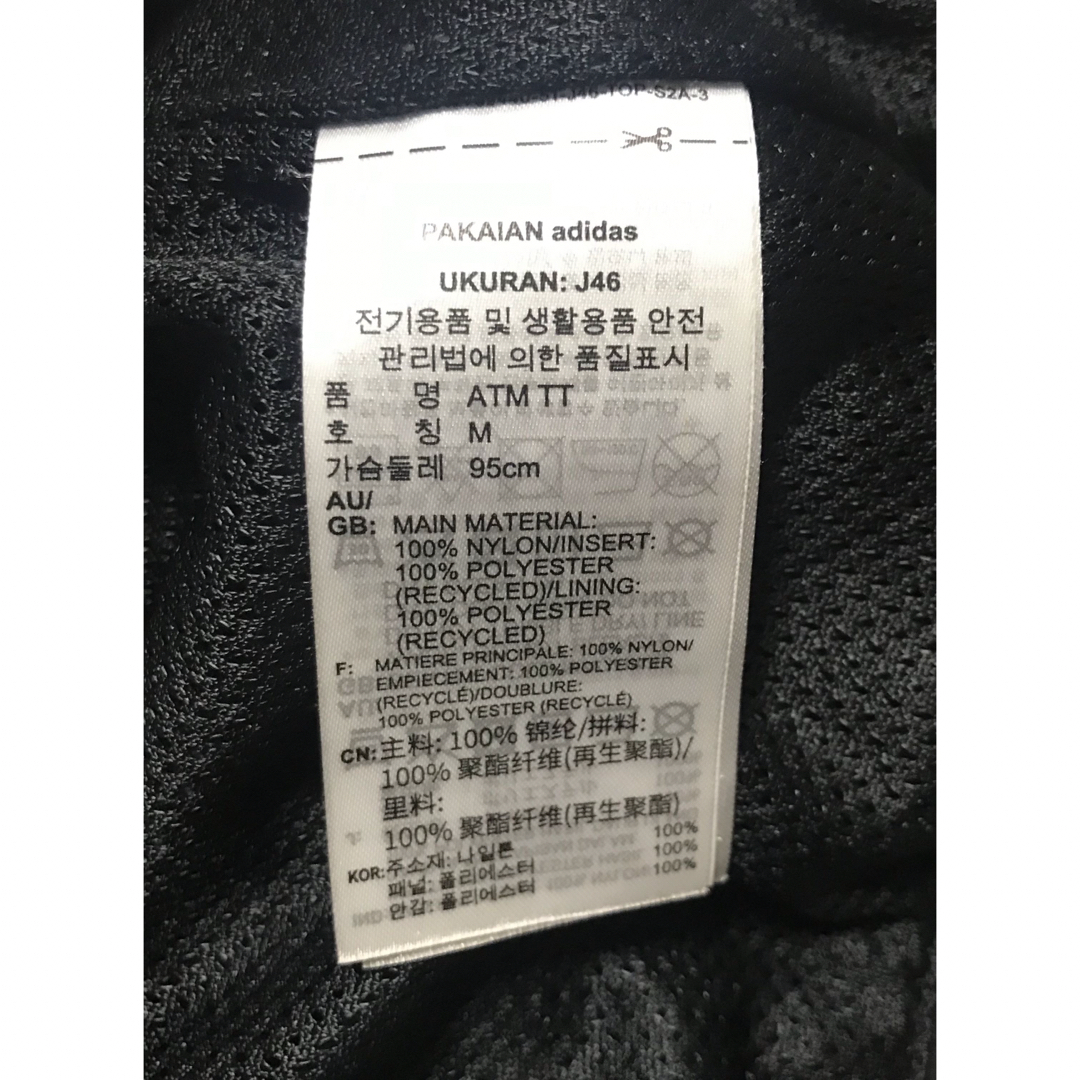 J46-TOP-S2A-3
PAKAIAN adidas
UKURAN: J46
전기용품 및 생활용품 안전
관리법에 의한 품질표시
품 명 ATM TT
호 칭 M
가슴둘레 95cm
AU/
GB: MAIN MATERIAL:
100% NYLON/INSERT:
100% POLYESTER
(RECYCLED)/LINING:
100% POLYESTER
(RECYCLED)
F: MATIERE PRINCIPALE: 100% NYLON/
EMPIECEMENT: 100% POLYESTER
(RECYCLÉ)/DOUBLURE:
100% POLYESTER (RECYCLÉ)
CN: 主料: 100% 锦纶/拼料:
100% 聚酯纤维(再生聚酯)/
里料:
100% 聚酯纤维(再生聚酯)
KOR: 주소재: 나일론 100%
패널: 폴리에스터 100%
안감: 폴리에스터 100%